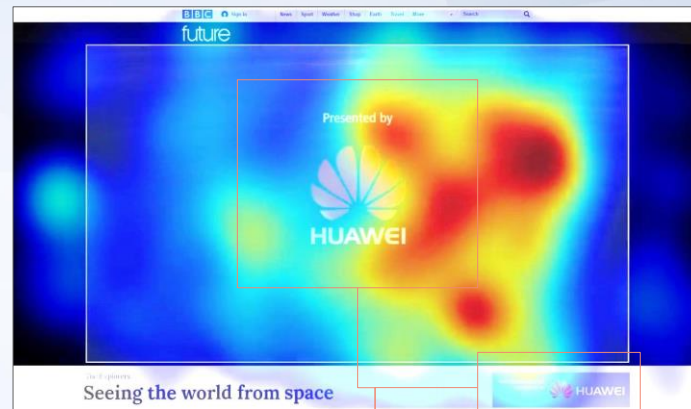 BBC Sign in News Sport Weather Shop Earth Travel More Search
future
Presented by
HUAWEI
Seeing the world from space
HUAWEI